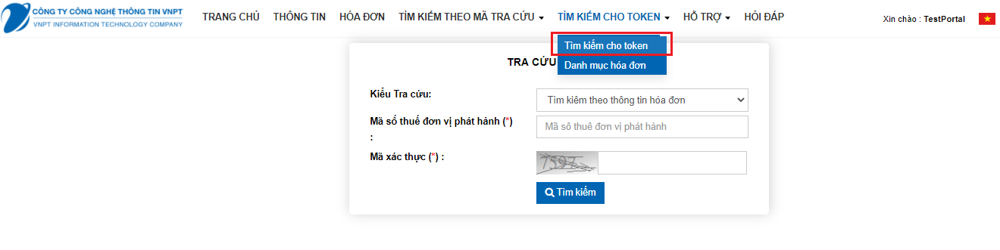 CÔNG TY CÔNG NGHỆ THÔNG TIN VNPT
VNPT INFORMATION TECHNOLOGY COMPANY
TRANG CHỦ THÔNG TIN HÓA ĐƠN TÌM KIẾM THEO MÃ TRA CỨU TÌM KIẾM CHO TOKEN HỖ TRỢ HỎI ĐÁP
Xin chào : TestPortal
Tìm kiếm cho token
Danh mục hóa đơn
TRA CỨU
Kiểu Tra cứu:
Tìm kiêm theo thông tin hóa đơn
Mã số thuế đơn vị phát hành (*)
:
Mã sô thuê đơn vị phát hành
Mã xác thực (*) :
Tìm kiếm